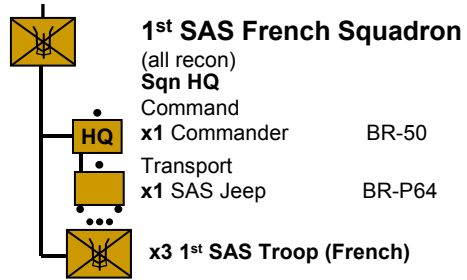 1st SAS French Squadron
(all recon)
Sqn HQ
Command
HQ
x1 Commander BR-50
Transport
x1 SAS Jeep BR-P64
x3 1st SAS Troop (French)